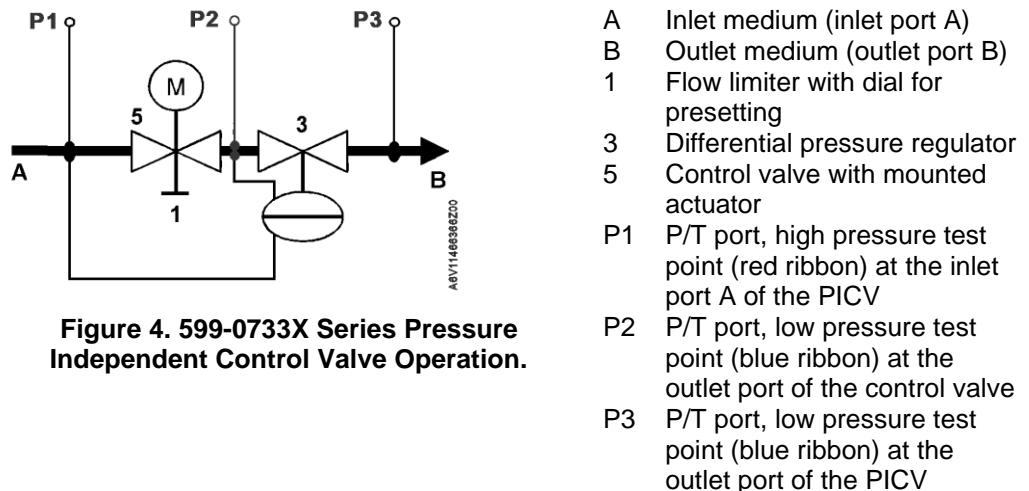 P1
P2
P3
M
5
3
A
B
1
A6V11466366Z00
Figure 4. 599-0733X Series Pressure
Independent Control Valve Operation.
A Inlet medium (inlet port A)
B Outlet medium (outlet port B)
1 Flow limiter with dial for
presetting
3 Differential pressure regulator
5 Control valve with mounted
actuator
P1 P/T port, high pressure test
point (red ribbon) at the inlet
port A of the PICV
P2 P/T port, low pressure test
point (blue ribbon) at the
outlet port of the control valve
P3 P/T port, low pressure test
point (blue ribbon) at the
outlet port of the PICV